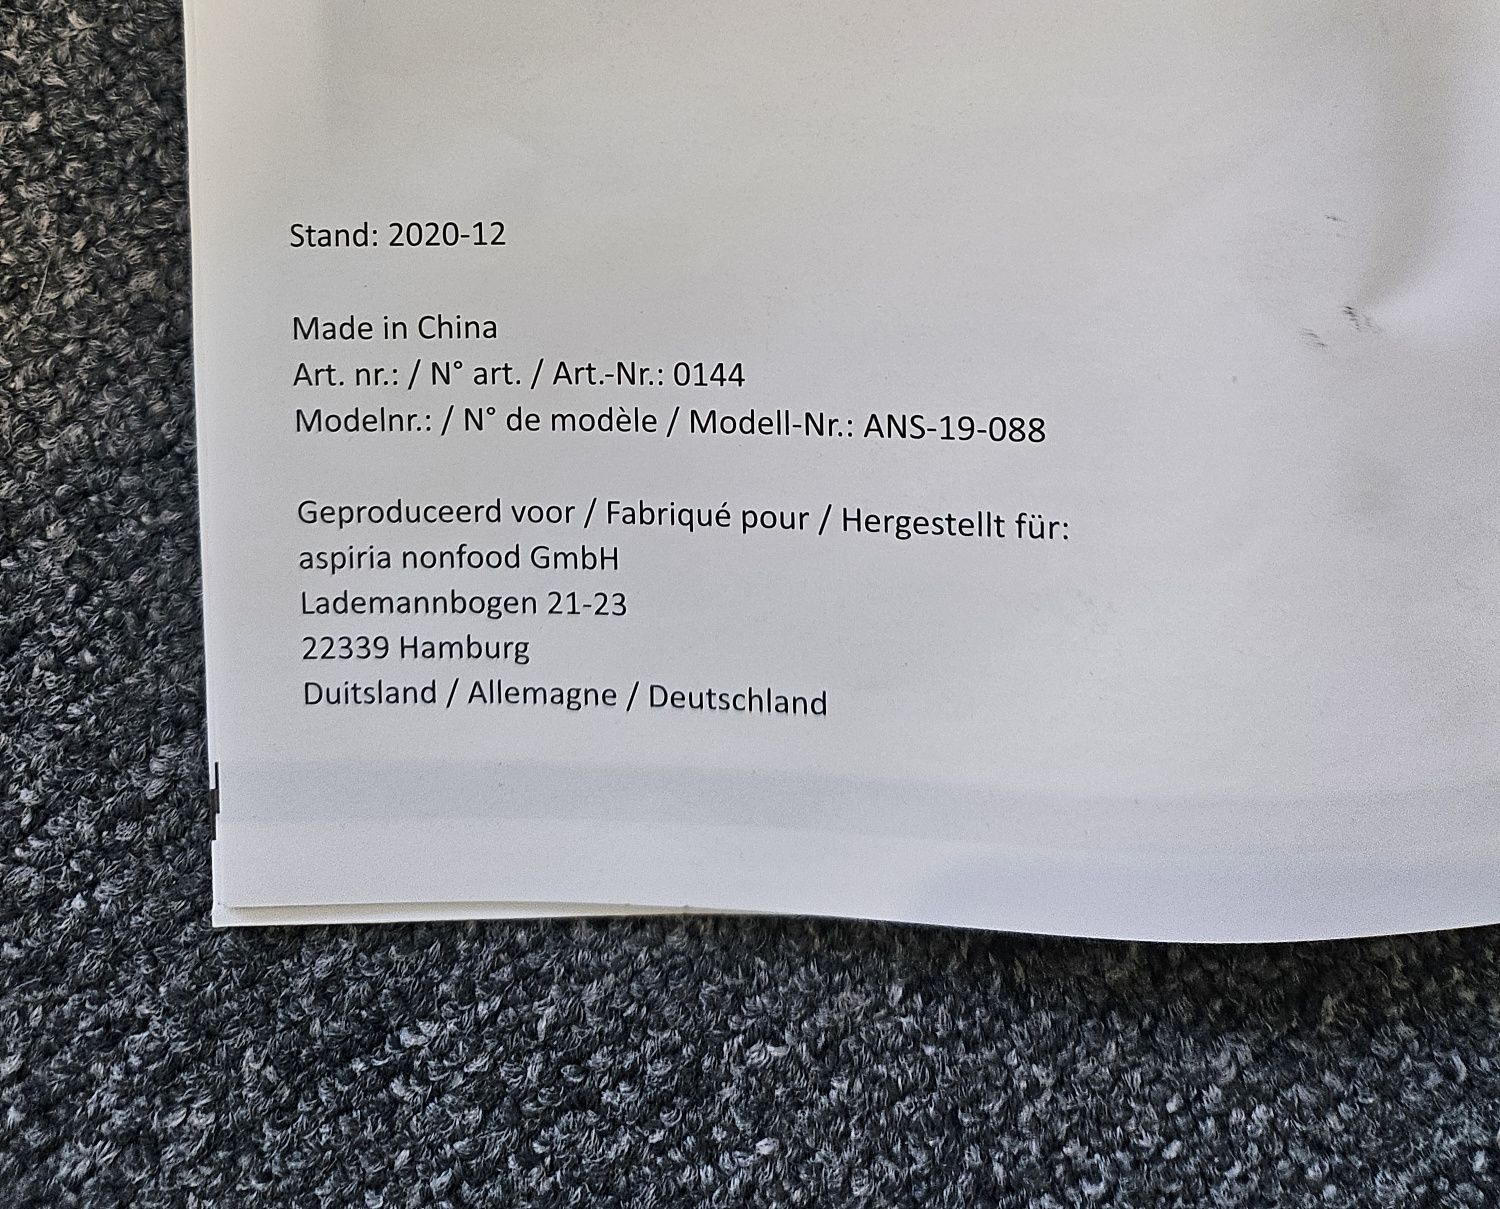 Stand: 2020-12
Made in China
Art. nr.: / N° art. / Art.-Nr.: 0144
Modelnr.: / N° de modèle / Modell-Nr.: ANS-19-088
Geproduceerd voor / Fabriqué pour / Hergestellt für:
aspiria nonfood GmbH
Lademannbogen 21-23
22339 Hamburg
Duitsland / Allemagne / Deutschland